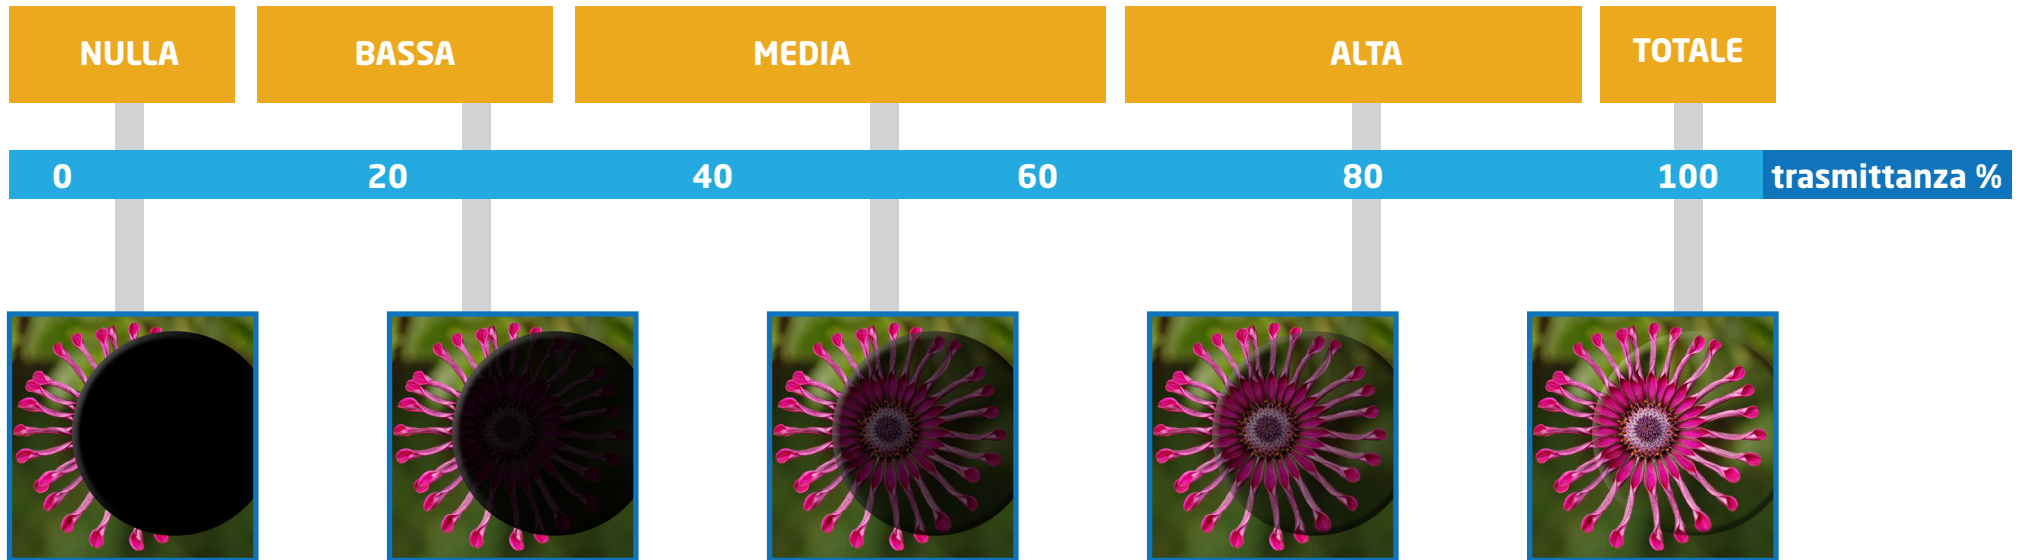 NULLA
BASSA
MEDIA
ALTA
TOTALE
0 20 40 60 80 100 trasmittanza %